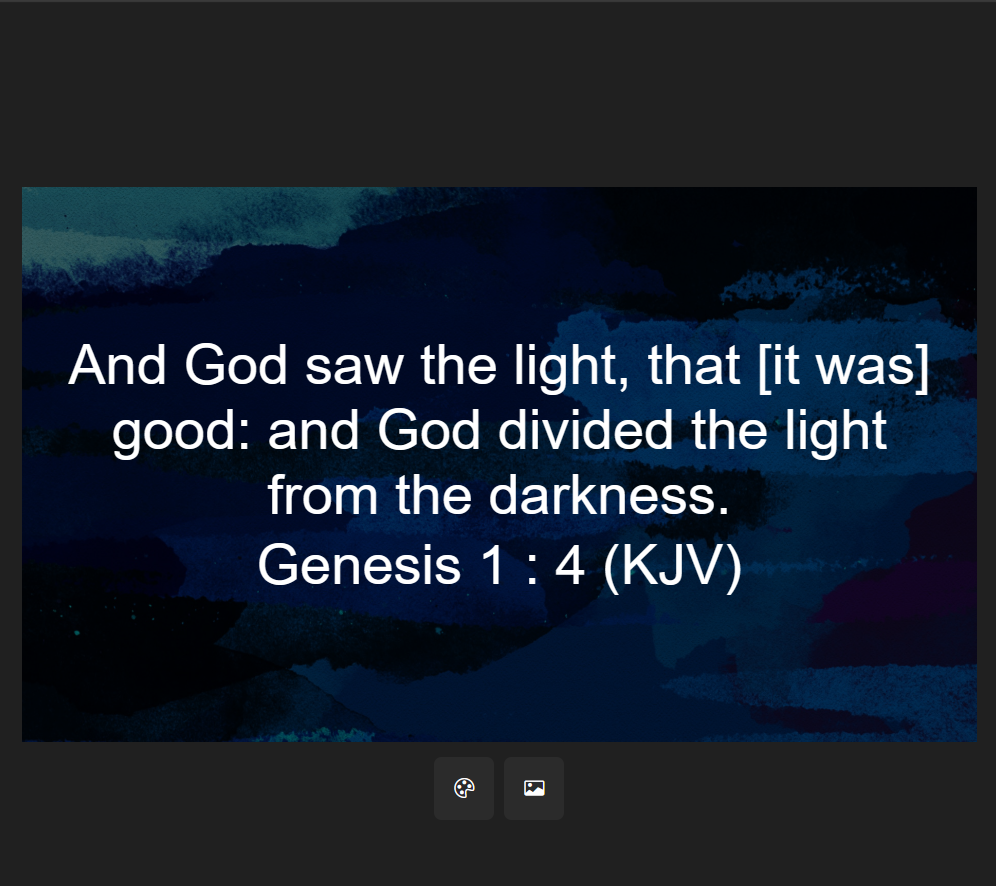 And God saw the light, that [it was]
good: and God divided the light
from the darkness.
Genesis 1 : 4 (KJV)